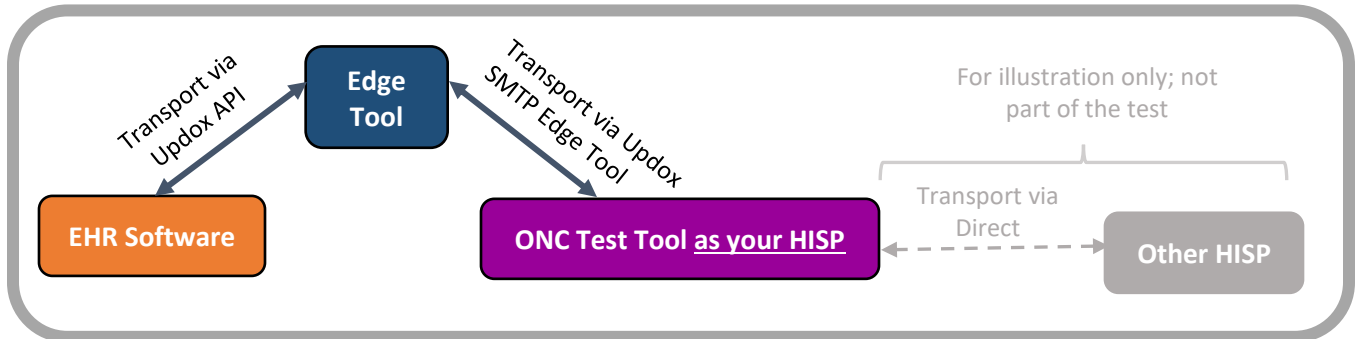 Transport via
Updox API
Edge
Tool
Transport via Updox
SMTP Edge Tool
For illustration only; not
part of the test
EHR Software
ONC Test Tool as your HISP
Transport via
Direct
Other HISP